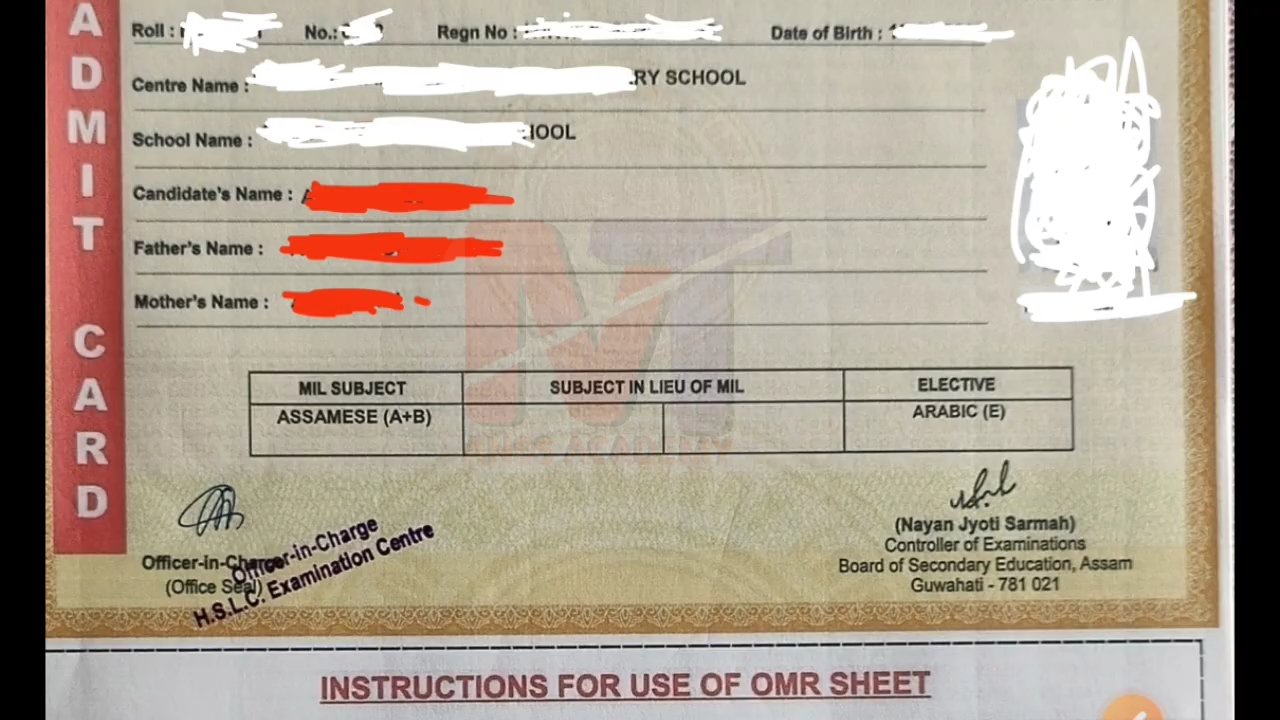 ADMIT CARD
Roll :
No.:
Regn No :
Date of Birth :
Centre Name : RY SCHOOL
School Name :
Candidate's Name :
Father's Name :
Mother's Name :
MIL SUBJECT SUBJECT IN LIEU OF MIL ELECTIVE
ASSAMESE (A+B) ARABIC (E)
(Nayan Jyoti Sarmah)
Controller of Examinations
Board of Secondary Education, Assam
Guwahati - 781 021
Officer-in-Charge
(Office Seal)
Officer-in-Charge
H.S.L.C. Examination Centre
INSTRUCTIONS FOR USE OF OMR SHEET